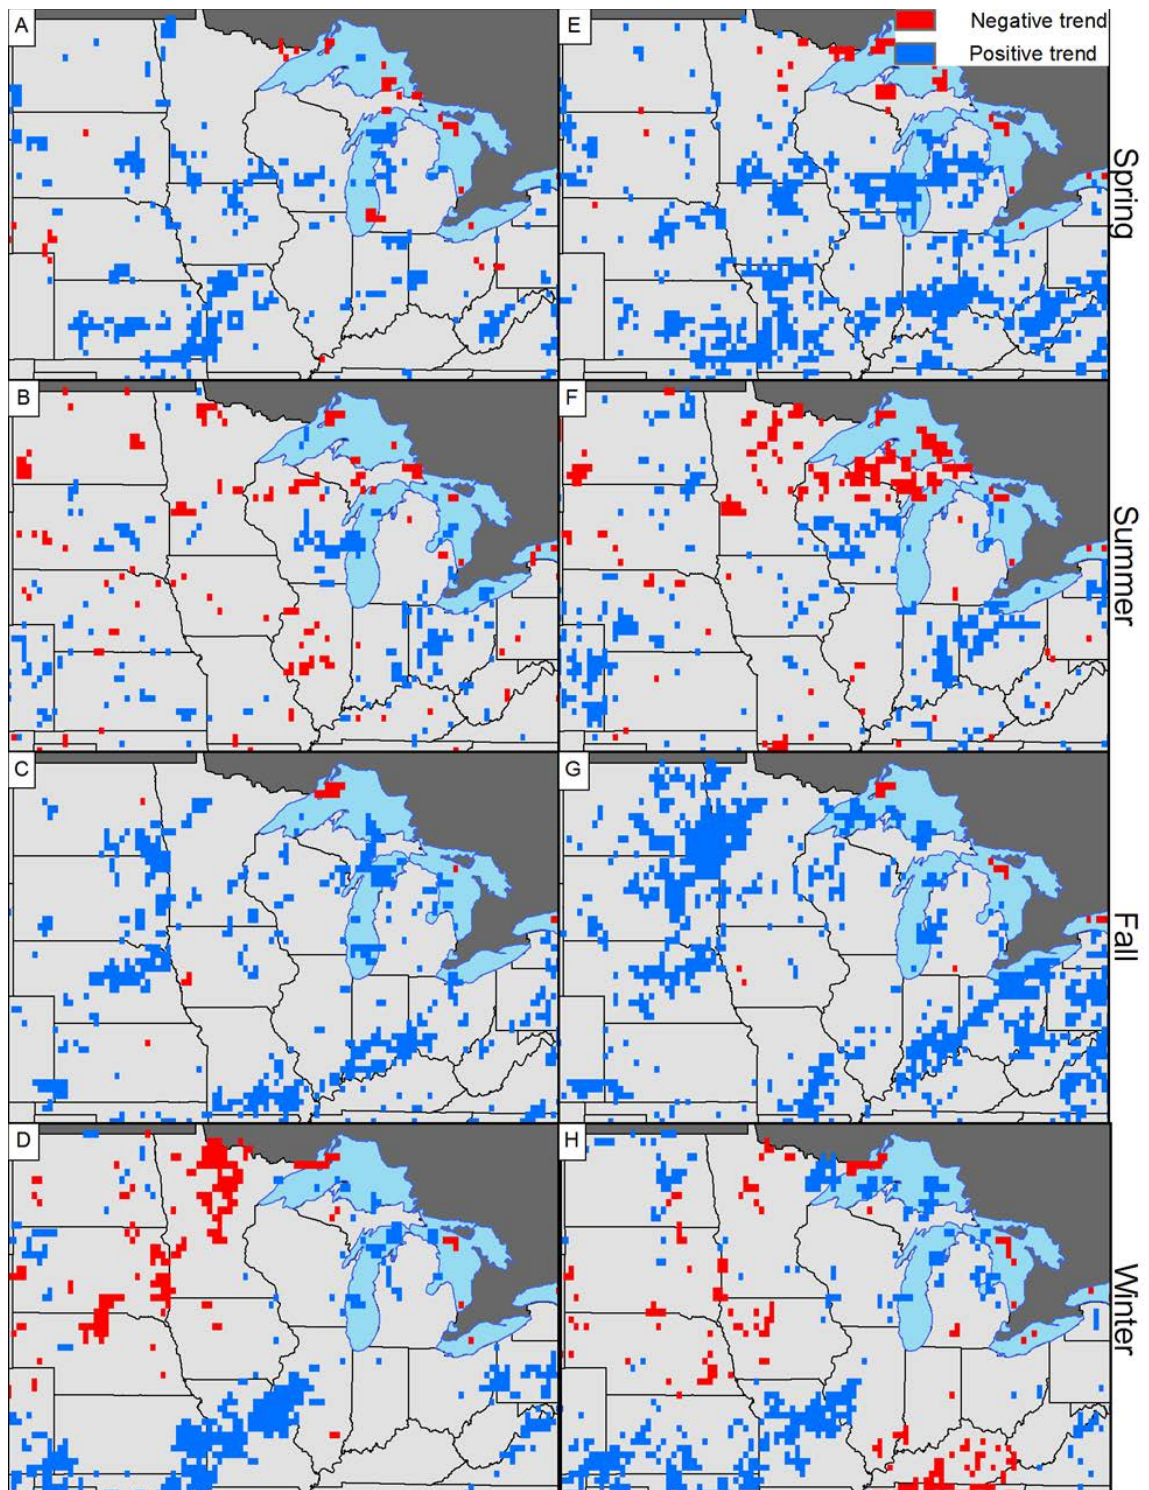 A
E
Negative trend
Positive trend
Spring
B
F
Summer
C
G
Fall
D
H
Winter